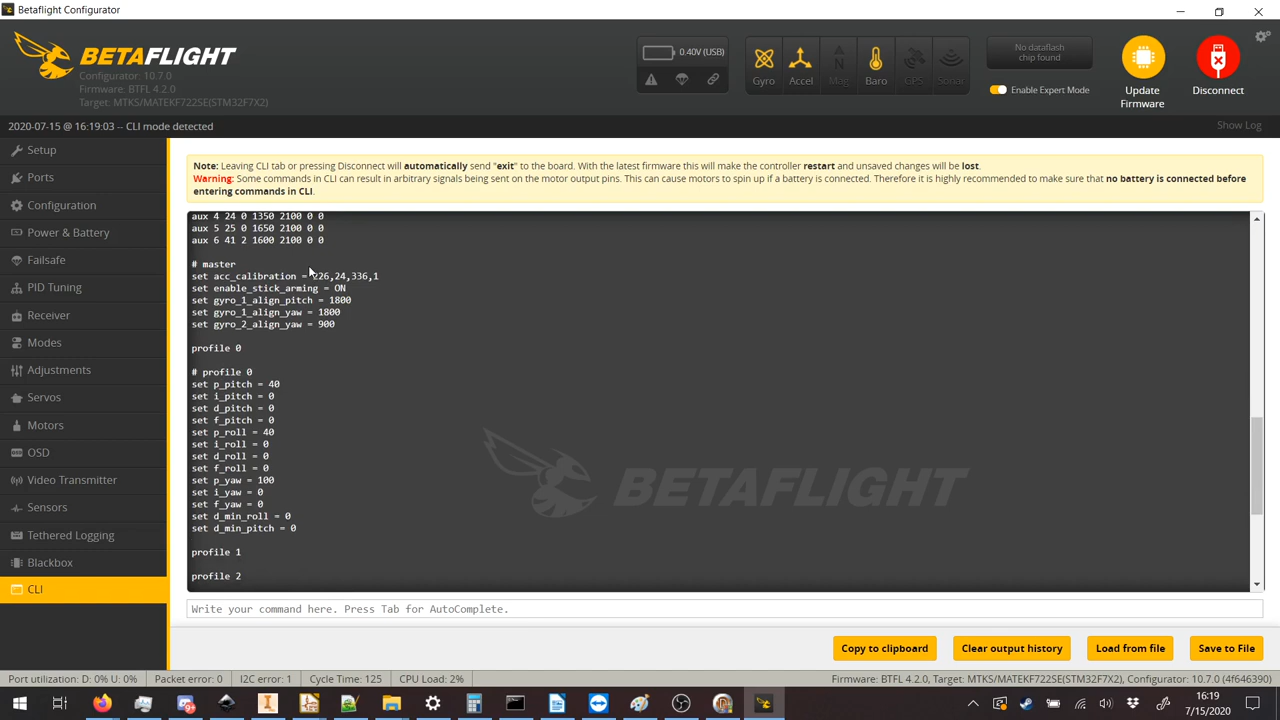 Betaflight Configurator
BETAFLIGHT
Configurator: 10.7.0
Firmware: BTFL 4.2.0
Target: MTKS/MATEKF722SE(STM32F7X2)
0.40V (USB)
Gyro
Accel
Mag
Baro
GPS
Sonar
No dataflash
chip found
Enable Expert Mode
Update
Firmware
Disconnect
2020-07-15 @ 16:19:03 -- CLI mode detected
Show Log
Setup
Ports
Configuration
Power & Battery
Failsafe
PID Tuning
Receiver
Modes
Adjustments
Servos
Motors
OSD
Video Transmitter
Sensors
Tethered Logging
Blackbox
CLI
Note: Leaving CLI tab or pressing Disconnect will automatically send "exit" to the board. With the latest firmware this will make the controller restart and unsaved changes will be lost.
Warning: Some commands in CLI can result in arbitrary signals being sent on the motor output pins. This can cause motors to spin up if a battery is connected. Therefore it is highly recommended to make sure that no battery is connected before
entering commands in CLI.
aux 4 24 0 1350 2100 0 0
aux 5 25 0 1650 2100 0 0
aux 6 41 2 1600 2100 0 0
# master
set acc_calibration = 226,24,336,1
set enable_stick_arming = ON
set gyro_1_align_pitch = 1800
set gyro_1_align_yaw = 1800
set gyro_2_align_yaw = 900
profile 0
# profile 0
set p_pitch = 40
set i_pitch = 0
set d_pitch = 0
set f_pitch = 0
set p_roll = 40
set i_roll = 0
set d_roll = 0
set f_roll = 0
set p_yaw = 100
set i_yaw = 0
set f_yaw = 0
set d_min_roll = 0
set d_min_pitch = 0
profile 1
profile 2
BETAFLIGHT
Write your command here. Press Tab for AutoComplete.
Copy to clipboard
Clear output history
Load from file
Save to File
Port utilization: D: 0% U: 0%
Packet error: 0
I2C error: 1
Cycle Time: 125
CPU Load: 2%
Firmware: BTFL 4.2.0, Target: MTKS/MATEKF722SE(STM32F7X2), Configurator: 10.7.0 (4f646390)
16:19
7/15/2020